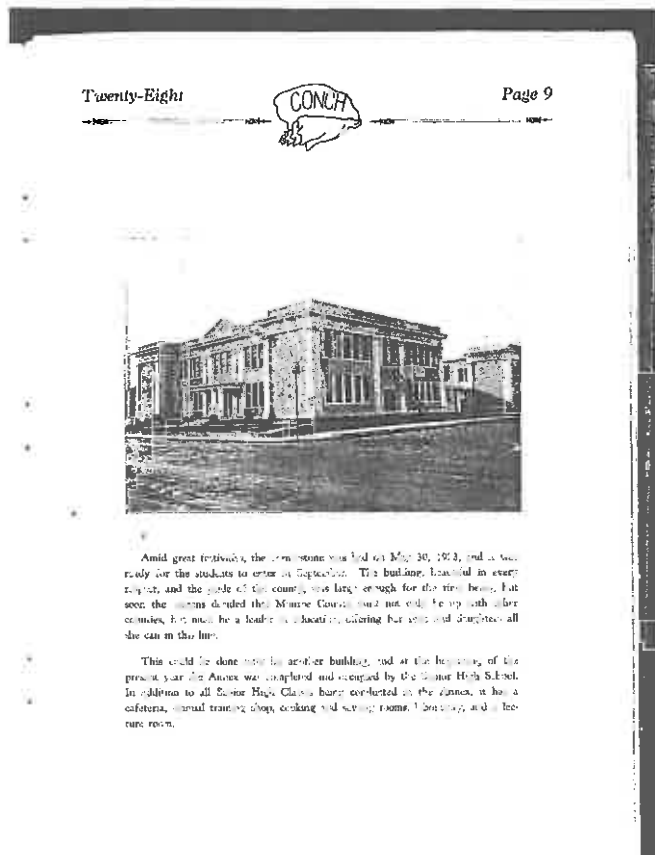 Twenty-Eight
CONCH
Page 9
Amid great festivities, the corner stone was laid on May 30, 1913, and it was
ready for the students to enter in September. The building, beautiful in every
respect, and the pride of the county, was large enough for the time being, but
soon the citizens decided that Monroe County must not only be up with other
counties, but must be a leader in education, offering her sons and daughters all
she can in this line.
This could be done only by another building, and at the beginning of the
present year the Annex was completed and occupied by the Senior High School.
In addition to all Senior High Classes being conducted in the Annex, it has a
cafeteria, manual training shop, cooking and sewing rooms, laboratory, and a lec-
ture room.